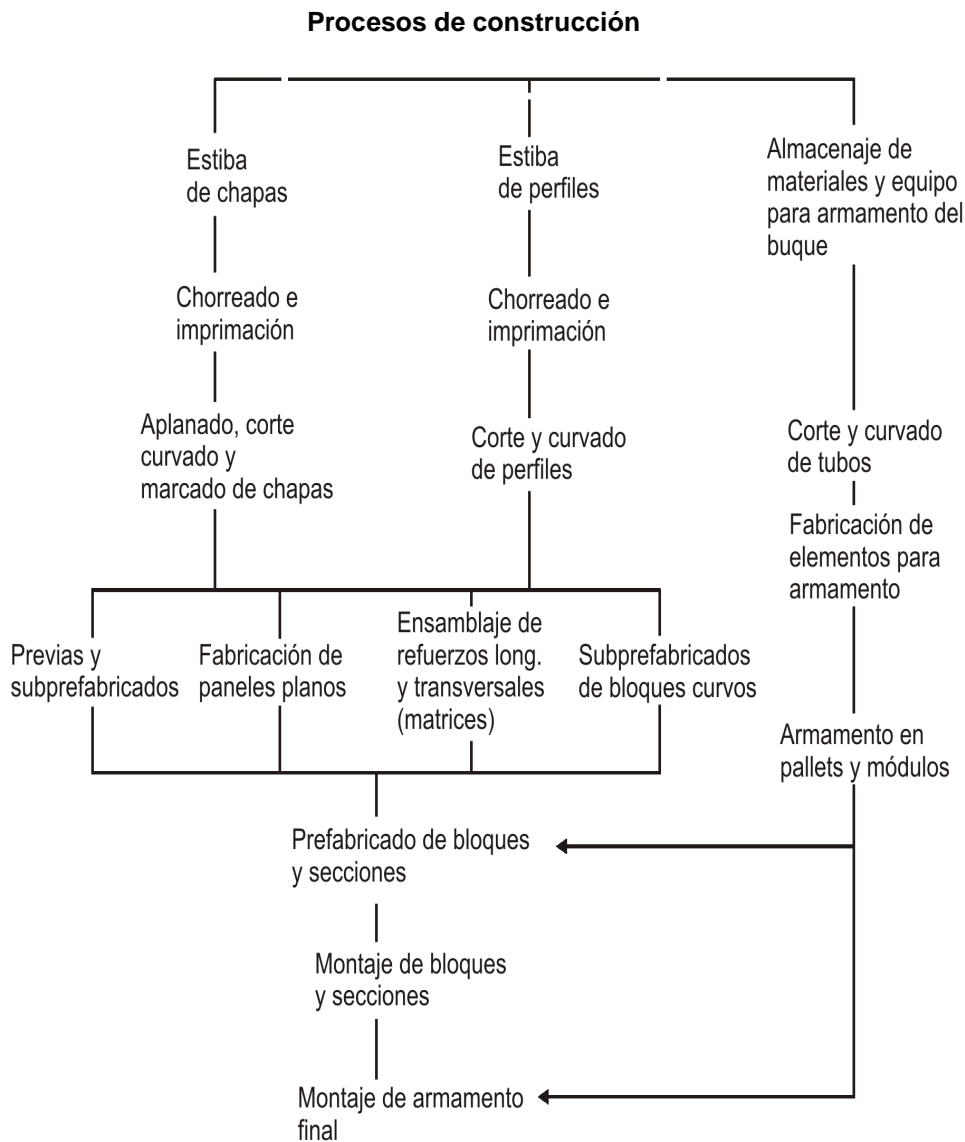 Procesos de construcción
Estiba
de chapas
Estiba
de perfiles
Almacenaje de
materiales y equipo
para armamento del
buque
Chorreado e
imprimación
Chorreado e
imprimación
Aplanado, corte
curvado y
marcado de chapas
Corte y curvado
de perfiles
Corte y curvado
de tubos
Fabricación de
elementos para
armamento
Previas y
subprefabricados
Fabricación de
paneles planos
Ensamblaje de
refuerzos long.
y transversales
(matrices)
Subprefabricados
de bloques curvos
Armamento en
pallets y módulos
Prefabricado de bloques
y secciones
Montaje de bloques
y secciones
Montaje de armamento
final